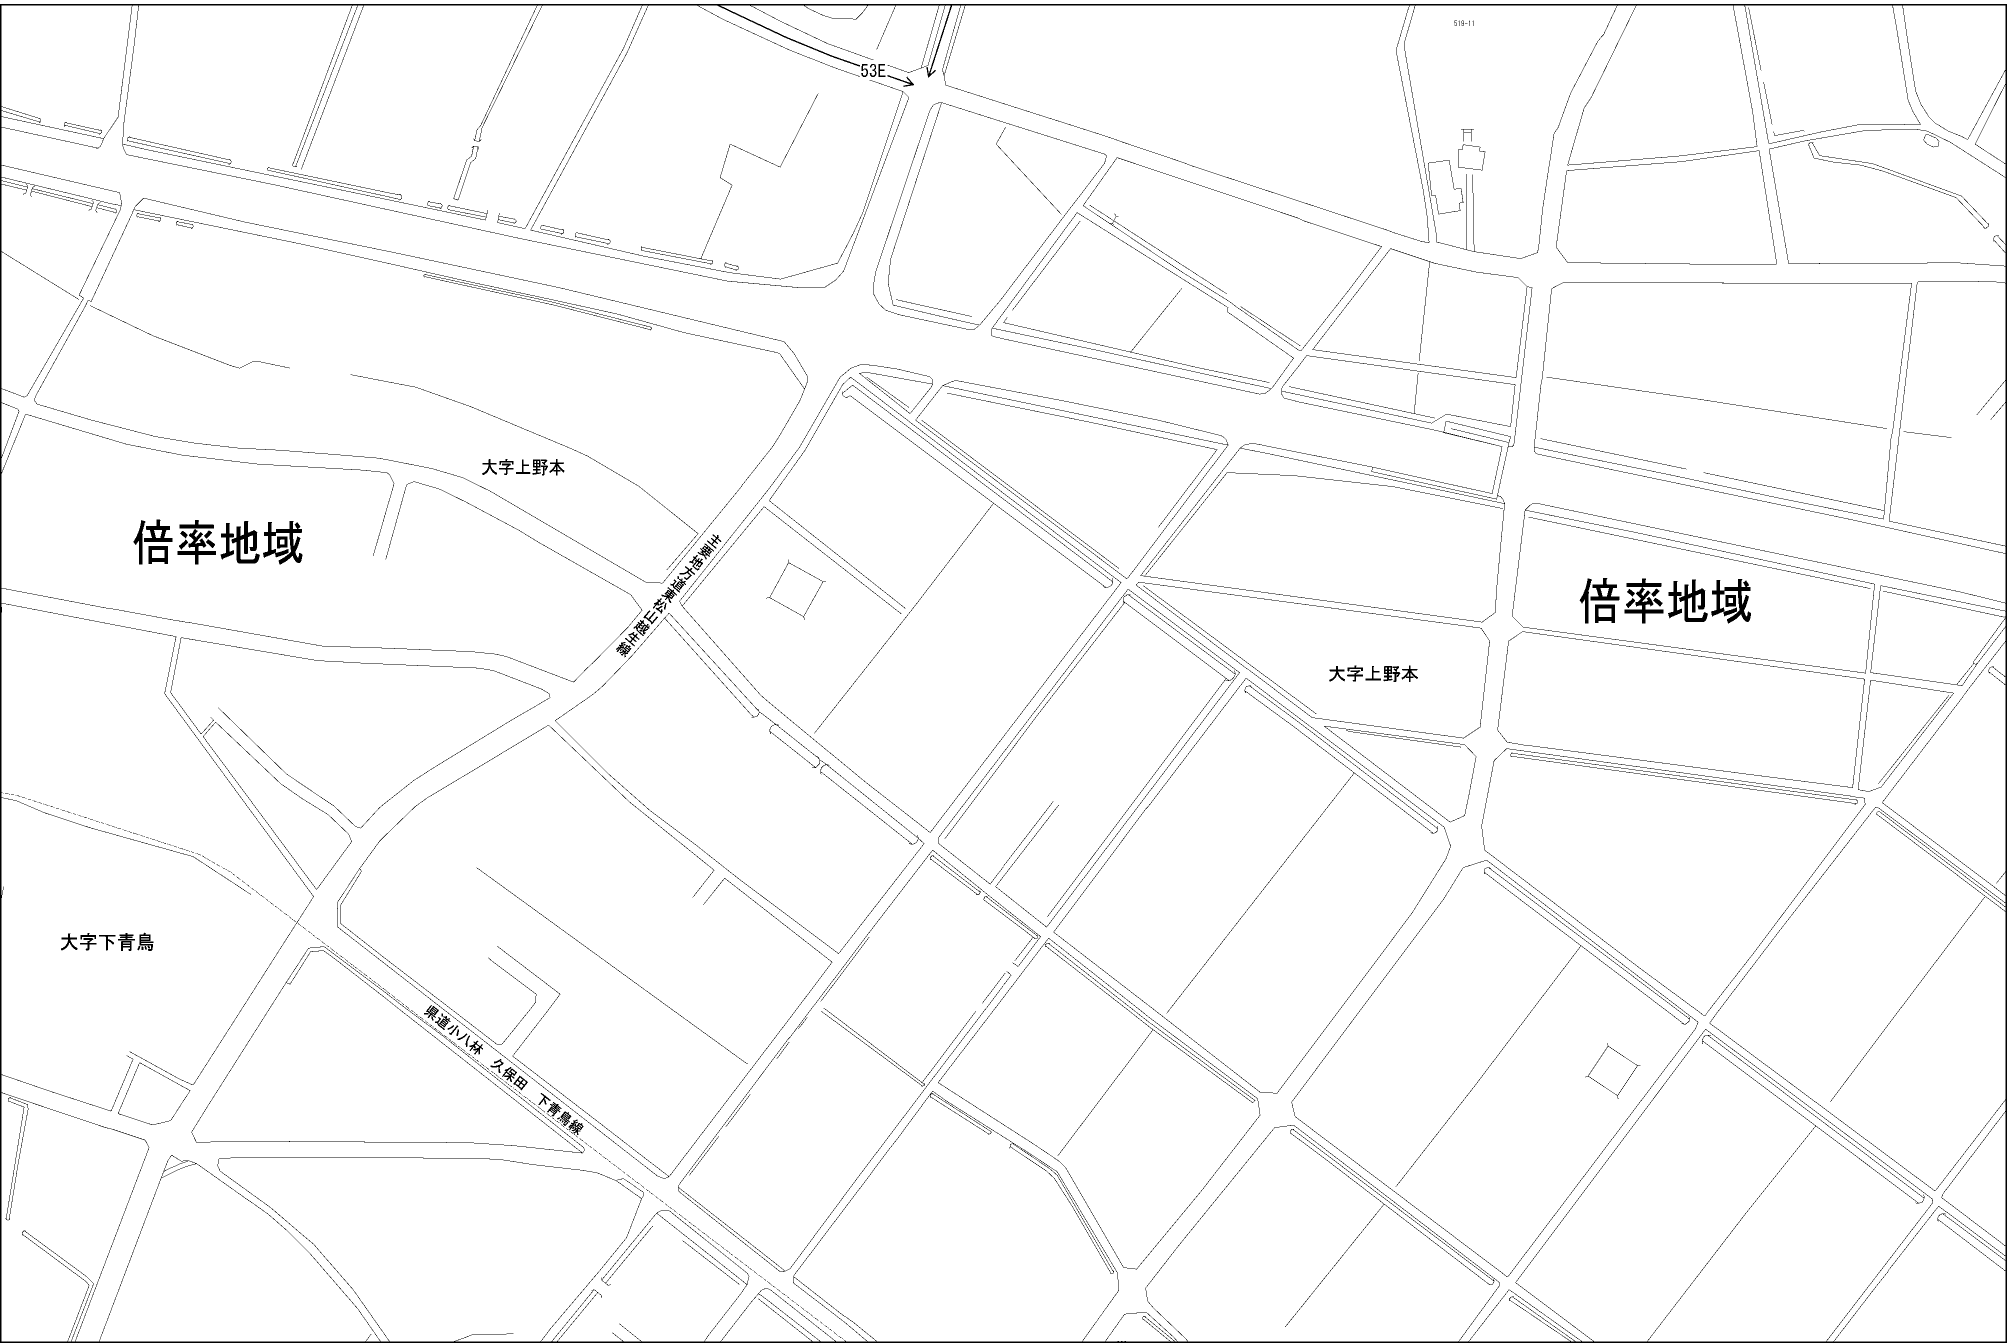 519-11
53E
大字上野本
倍率地域
主要地方道東松山越生線
倍率地域
大字上野本
大字下青鳥
県道小八林 久保田 下青鳥線